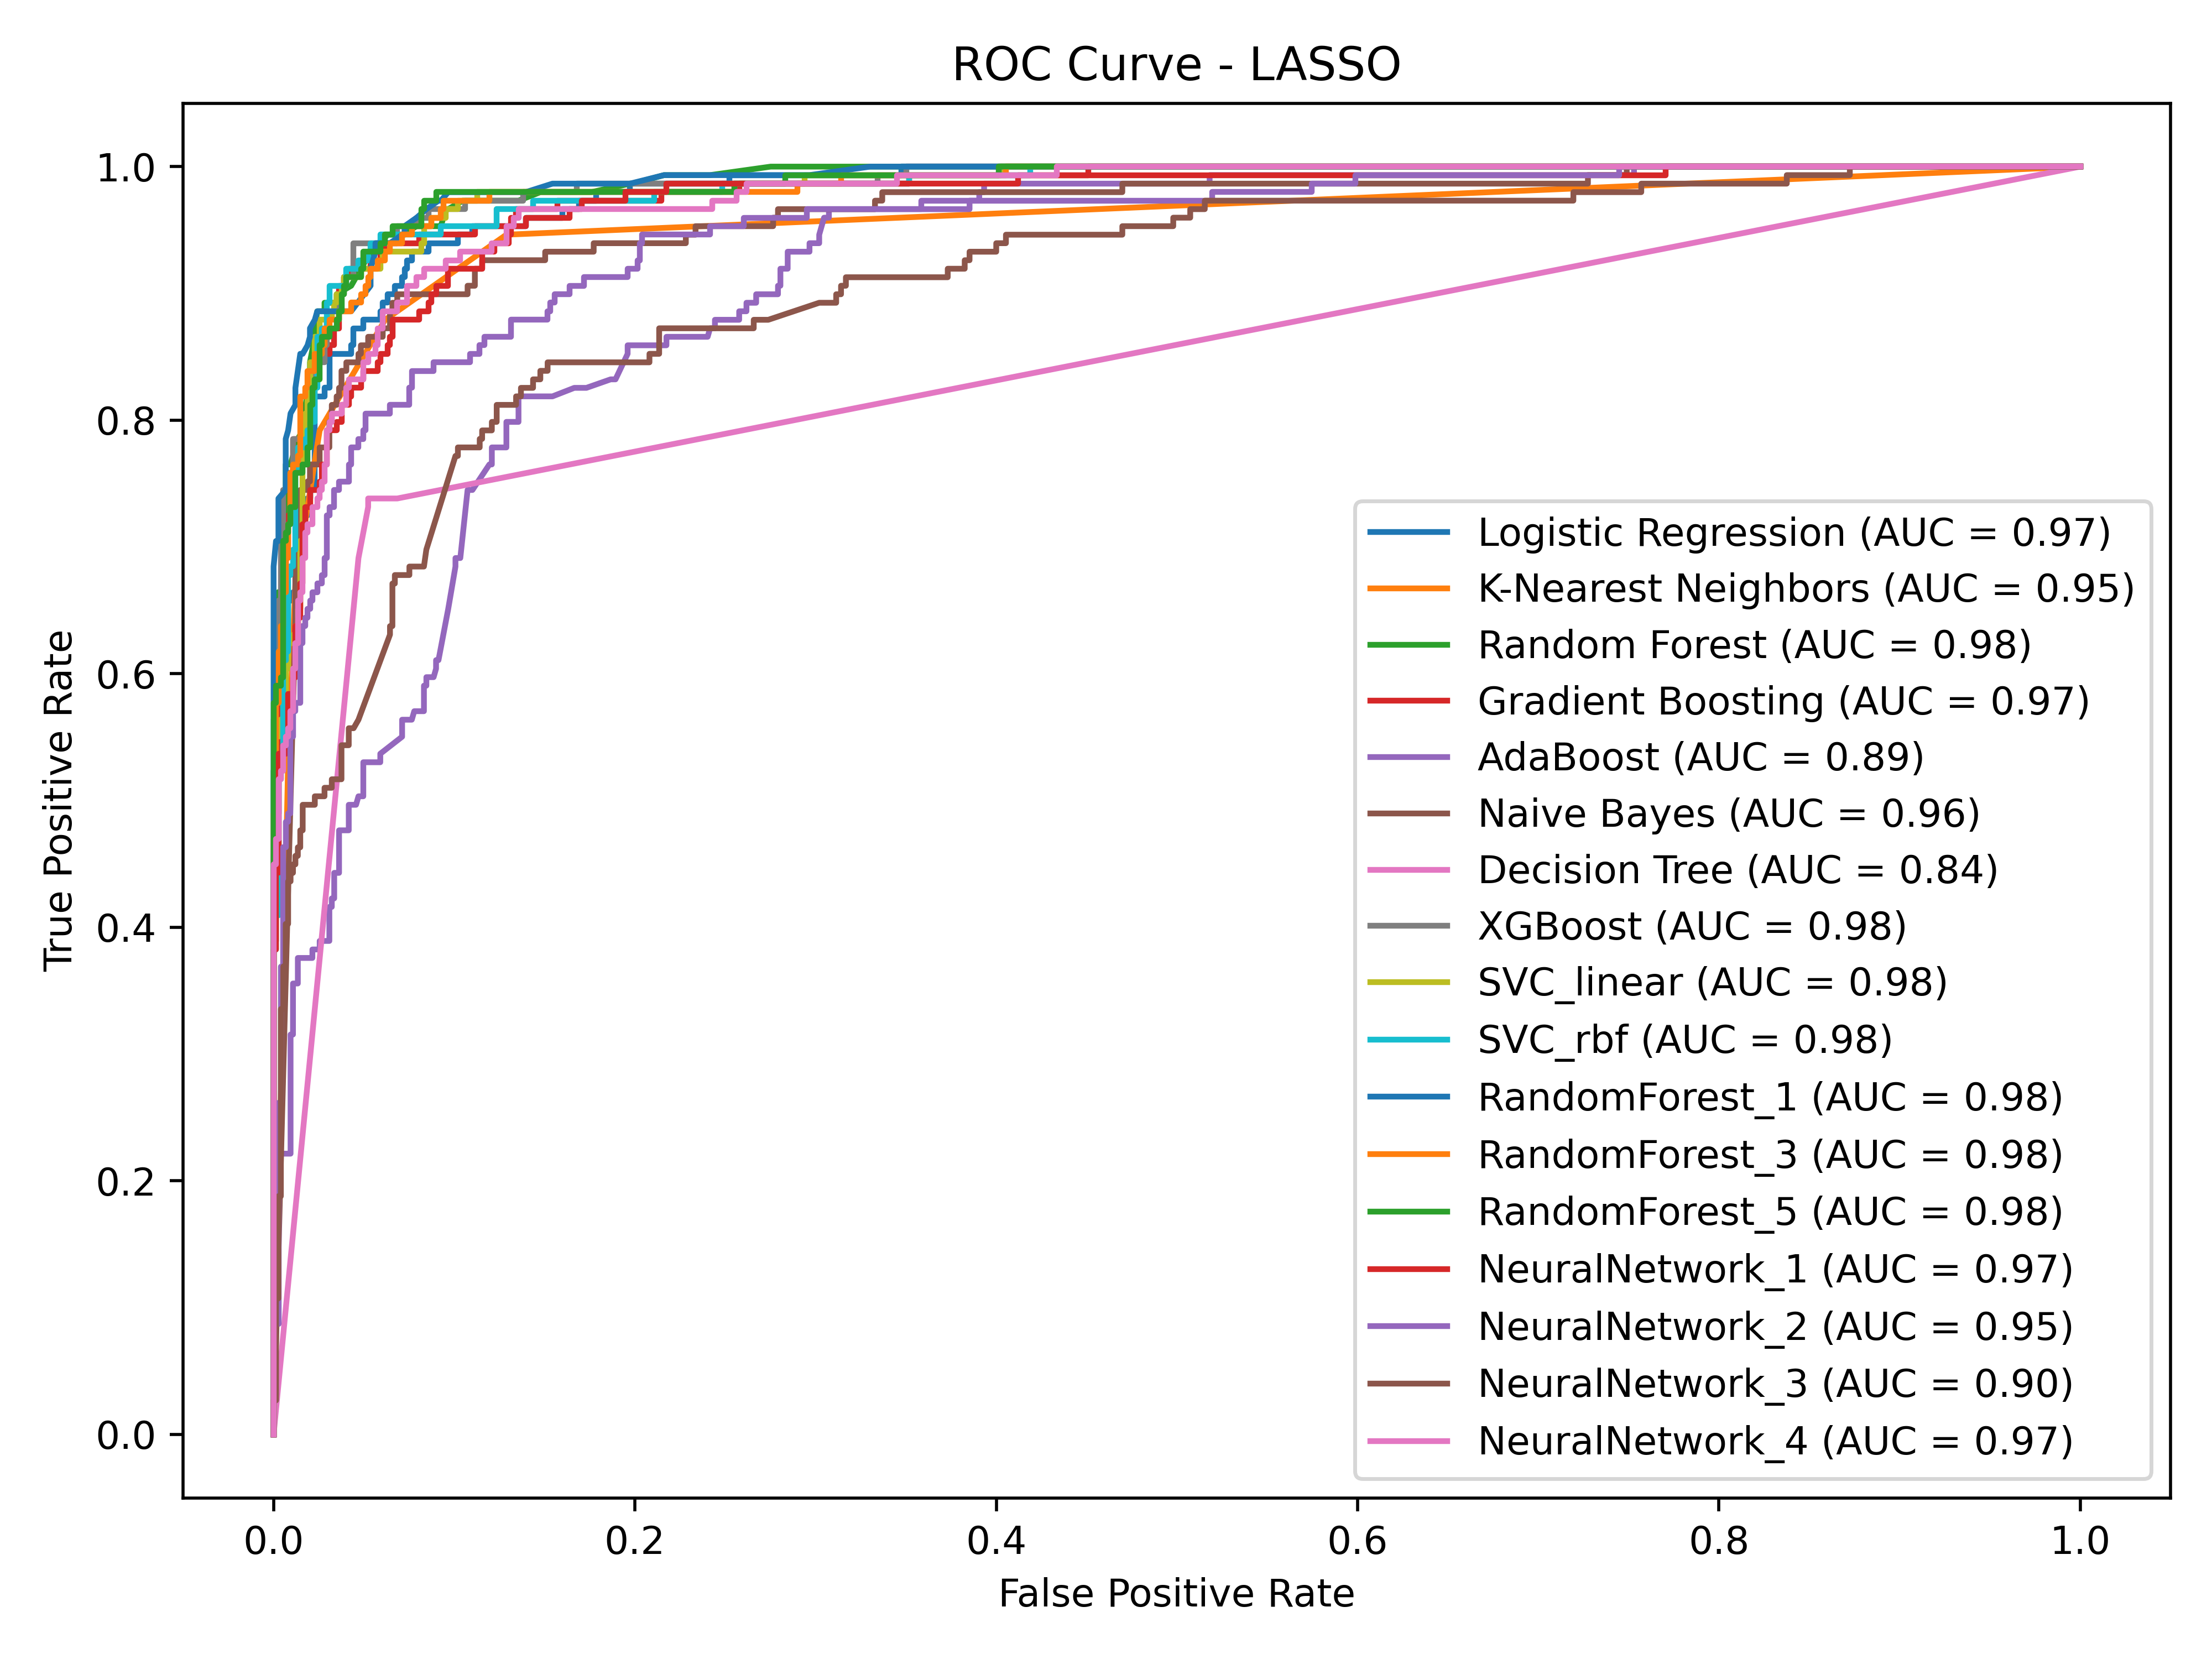 ROC Curve - LASSO
True Positive Rate
1.0
0.8
0.6
0.4
0.2
0.0
Logistic Regression (AUC = 0.97)
K-Nearest Neighbors (AUC = 0.95)
Random Forest (AUC = 0.98)
Gradient Boosting (AUC = 0.97)
AdaBoost (AUC = 0.89)
Naive Bayes (AUC = 0.96)
Decision Tree (AUC = 0.84)
XGBoost (AUC = 0.98)
SVC_linear (AUC = 0.98)
SVC_rbf (AUC = 0.98)
RandomForest_1 (AUC = 0.98)
RandomForest_3 (AUC = 0.98)
RandomForest_5 (AUC = 0.98)
NeuralNetwork_1 (AUC = 0.97)
NeuralNetwork_2 (AUC = 0.95)
NeuralNetwork_3 (AUC = 0.90)
NeuralNetwork_4 (AUC = 0.97)
0.0 0.2 0.4 0.6 0.8 1.0
False Positive Rate